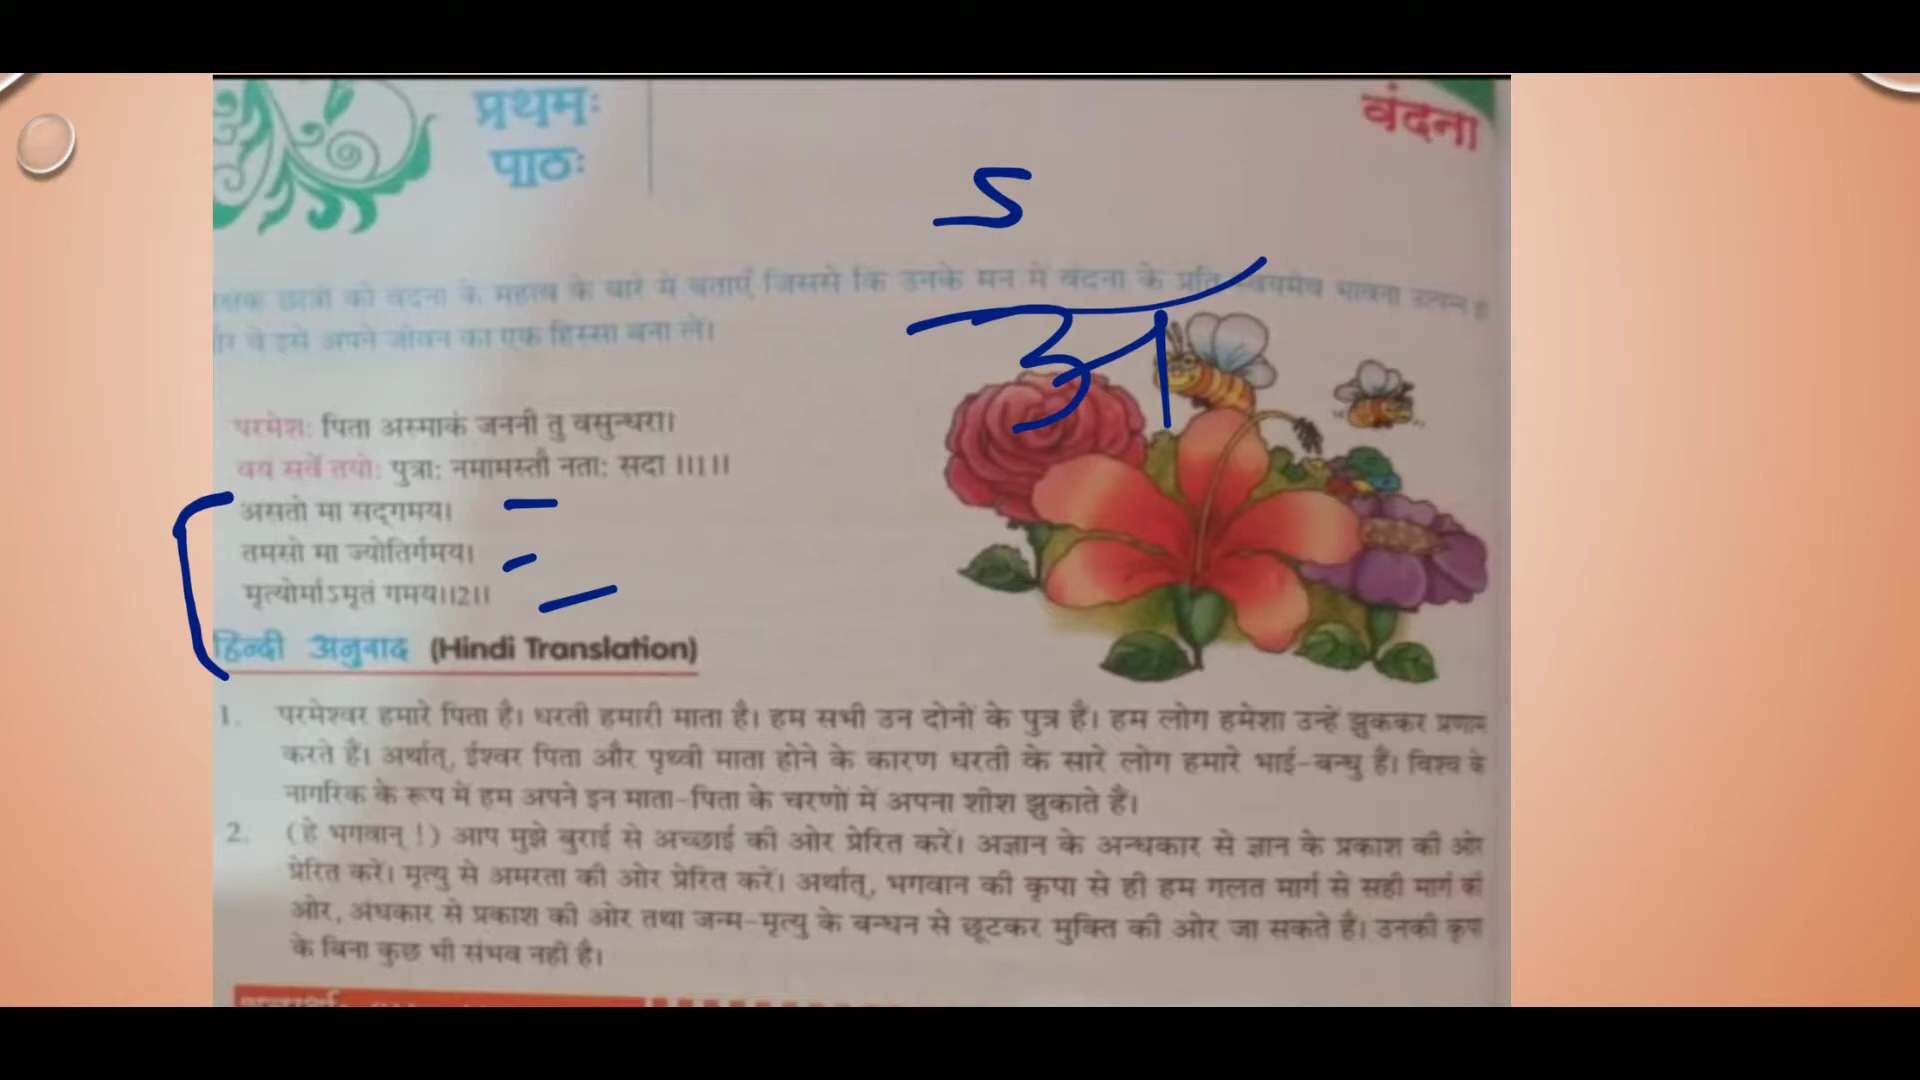 प्रथमः
पाठः
वंदना
ऽ
छात्रों को वंदना के महत्व के बारे में बताएँ जिससे कि उनके मन में वंदना के प्रति स्वयमेव भावना उत्पन्न
वे इसे अपने जीवन का एक हिस्सा बना लें।
अ
परमेशः पिता अस्माकं जननी तु वसुन्धरा।
वयं सर्वे तयोः पुत्राः नमामस्तौ नताः सदा ॥1॥
असतो मा सद्गमय।
तमसो मा ज्योतिर्गमय।
मृत्योर्माऽमृतं गमय॥2॥
हिन्दी अनुवाद (Hindi Translation)
1. परमेश्वर हमारे पिता है। धरती हमारी माता है। हम सभी उन दोनों के पुत्र हैं। हम लोग हमेशा उन्हें झुककर प्रणाम
करते हैं। अर्थात्, ईश्वर पिता और पृथ्वी माता होने के कारण धरती के सारे लोग हमारे भाई-बन्धु हैं। विश्व के
नागरिक के रूप में हम अपने इन माता-पिता के चरणों में अपना शीश झुकाते हैं।
2. (हे भगवान् !) आप मुझे बुराई से अच्छाई की ओर प्रेरित करें। अज्ञान के अन्धकार से ज्ञान के प्रकाश की ओर
प्रेरित करें। मृत्यु से अमरता की ओर प्रेरित करें। अर्थात्, भगवान की कृपा से ही हम गलत मार्ग से सही मार्ग की
ओर, अंधकार से प्रकाश की ओर तथा जन्म-मृत्यु के बन्धन से छूटकर मुक्ति की ओर जा सकते हैं। उनकी कृपा
के बिना कुछ भी संभव नहीं है।